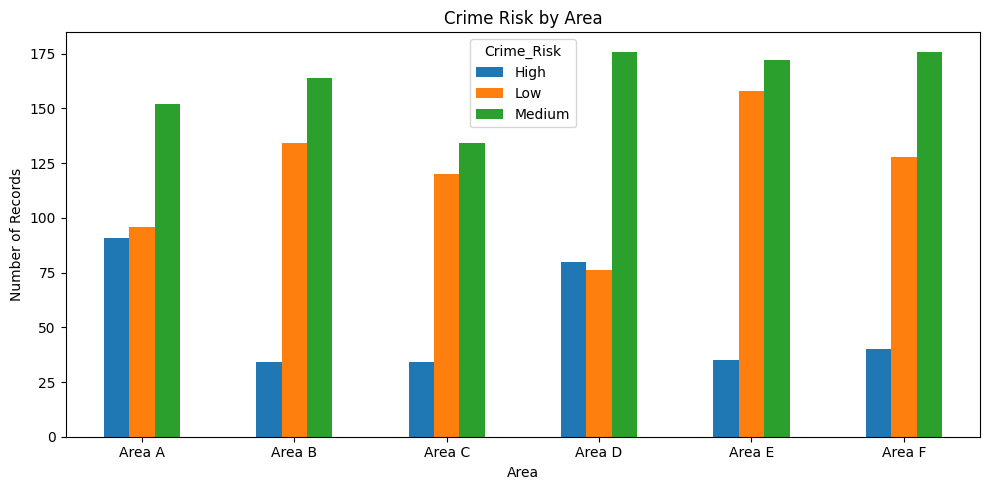 Crime Risk by Area
Crime_Risk
High
Low
Medium
Number of Records
175
150
125
100
75
50
25
0
Area A Area B Area C Area D Area E Area F
Area